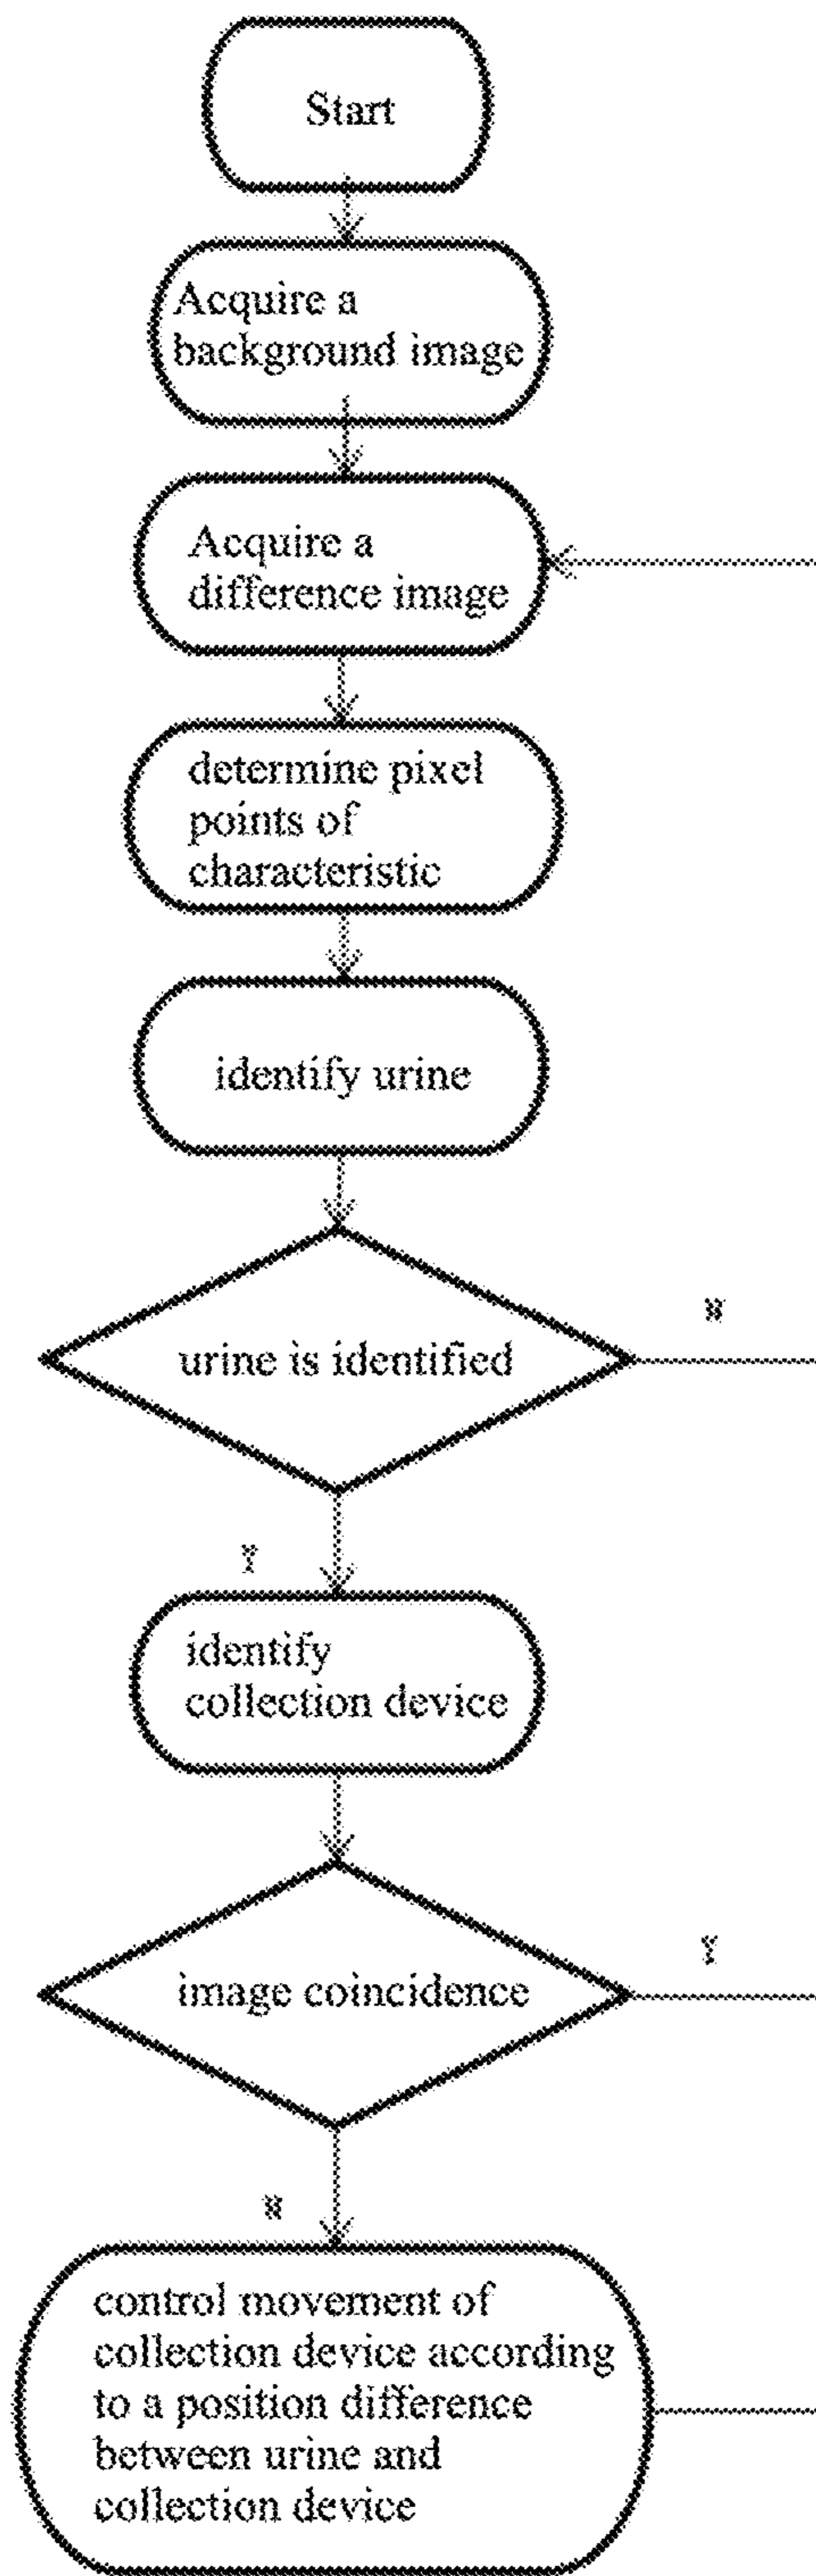 Start
Acquire a
background image
Acquire a
difference image
determine pixel
points of
characteristic
identify urine
urine is identified
N
Y
identify
collection device
image coincidence
Y
N
control movement of
collection device according
to a position difference
between urine and
collection device